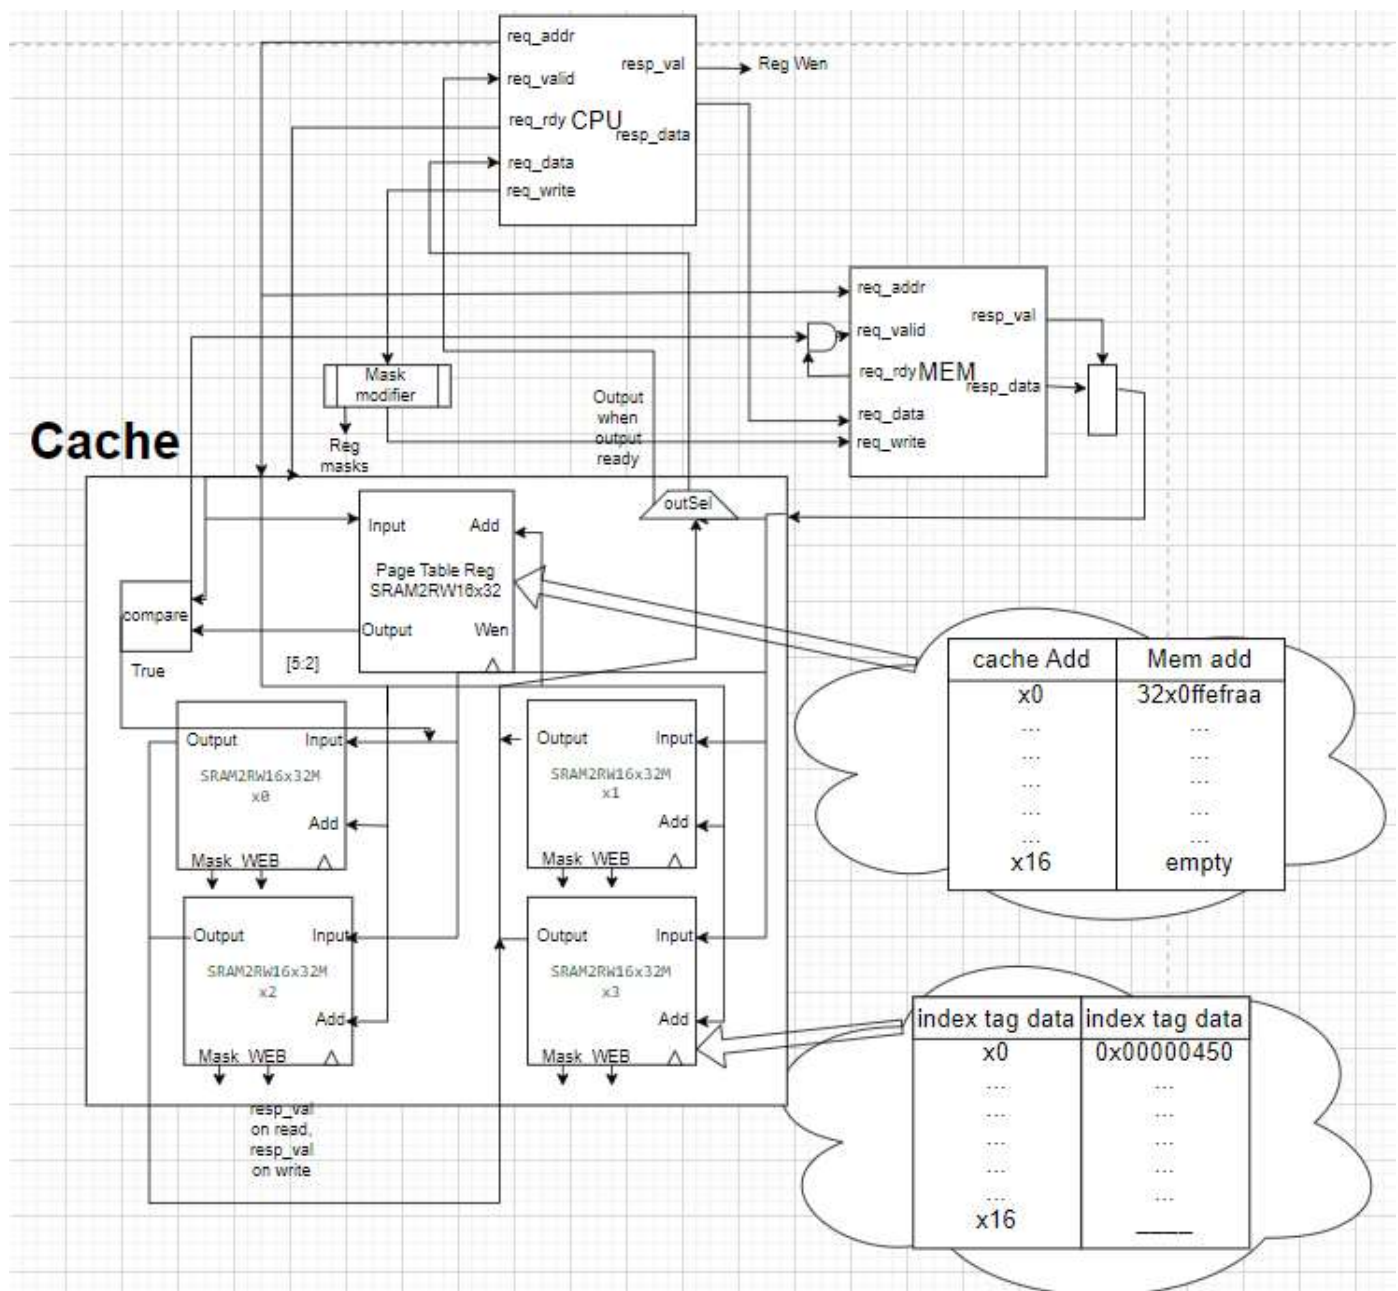 req_addr
resp_val
Reg Wen
req_valid
req_rdy
CPU
resp_data
req_data
req_write
req_addr
resp_val
req_valid
req_rdy
MEM
resp_data
req_data
req_write
Mask
modifier
Reg
masks
Output
when
output
ready
Cache
outSel
Input
Add
Page Table Reg
SRAM2RW16x32
Output
Wen
compare
True
[5:2]
cache Add
Mem add
x0
32x0ffefraa
...
...
...
...
...
...
...
...
...
...
x16
empty
Output
Input
SRAM2RW16x32M
x0
Add
Mask
WEB
Output
Input
SRAM2RW16x32M
x1
Add
Mask
WEB
Output
Input
SRAM2RW16x32M
x2
Add
Mask
WEB
Output
Input
SRAM2RW16x32M
x3
Add
Mask
WEB
index tag data
index tag data
x0
0x00000450
...
...
...
...
...
...
...
...
...
...
x16
____
resp_val
on read,
resp_val
on write